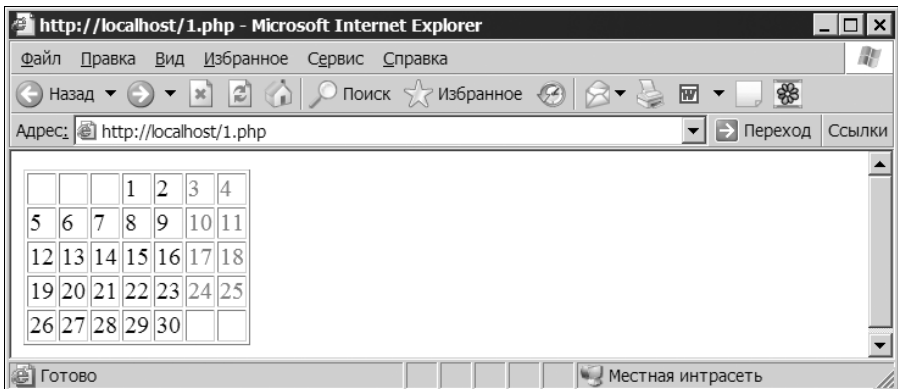 http://localhost/1.php - Microsoft Internet Explorer
Файл Правка Вид Избранное Сервис Справка
Назад Поиск Избранное
Адрес: http://localhost/1.php Переход Ссылки
1 2 3 4
5 6 7 8 9 10 11
12 13 14 15 16 17 18
19 20 21 22 23 24 25
26 27 28 29 30
Готово Местная интрасеть